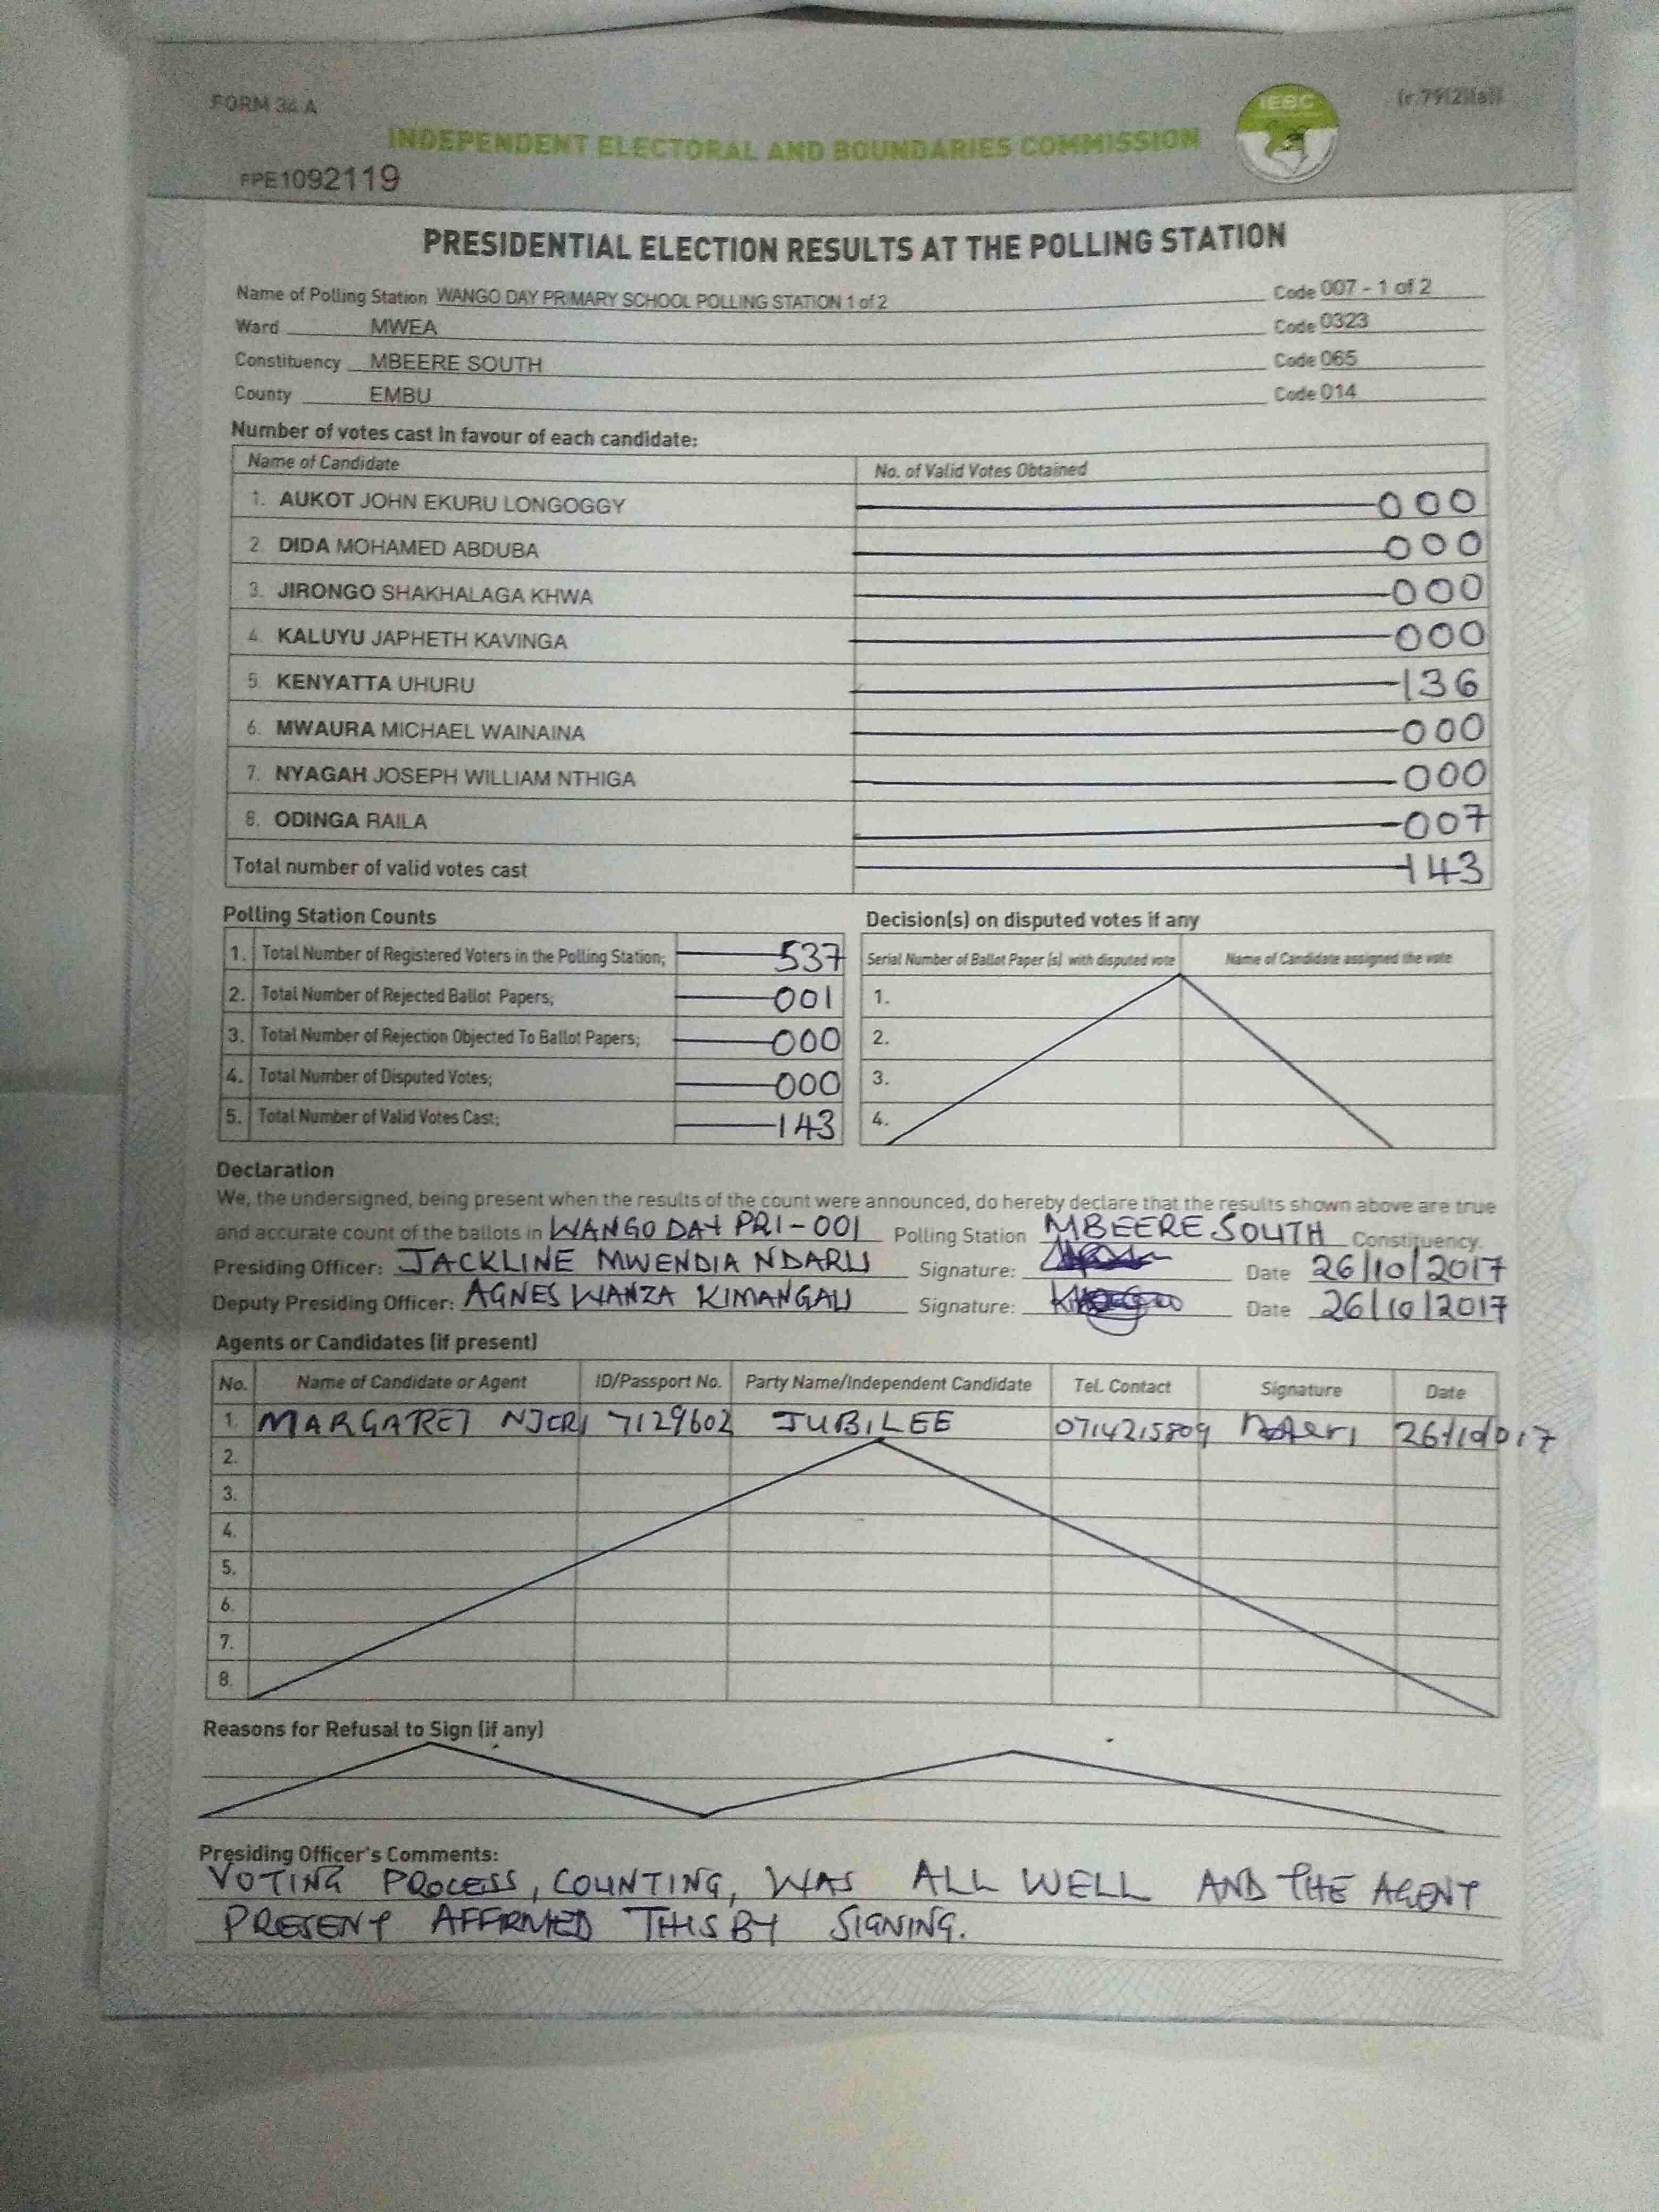 FORM 34 A
(r.79(2)(a))
IEBC
INDEPENDENT ELECTORAL AND BOUNDARIES COMMISSION
PPE1092119
PRESIDENTIAL ELECTION RESULTS AT THE POLLING STATION
Name of Polling Station WANGO DAY PRIMARY SCHOOL POLLING STATION 1 of 2 Code 007 - 1 of 2
Ward MWEA Code 0323
Constituency MBEERE SOUTH Code 065
County EMBU Code 014
Number of votes cast in favour of each candidate:
Name of Candidate No. of Valid Votes Obtained
1. AUKOT JOHN EKURU LONGOGGY 000
2. DIDA MOHAMED ABDUBA 000
3. JIRONGO SHAKHALAGA KHWA 000
4. KALUYU JAPHETH KAVINGA 000
5. KENYATTA UHURU 136
6. MWAURA MICHAEL WAINAINA 000
7. NYAGAH JOSEPH WILLIAM NTHIGA 000
8. ODINGA RAILA 007
Total number of valid votes cast 143
Polling Station Counts
1. Total Number of Registered Voters in the Polling Station; 537
2. Total Number of Rejected Ballot Papers; 001
3. Total Number of Rejection Objected To Ballot Papers; 000
4. Total Number of Disputed Votes; 000
5. Total Number of Valid Votes Cast; 143
Decision(s) on disputed votes if any
Serial Number of Ballot Paper (s) with disputed vote Name of Candidate assigned the vote
1.
2.
3.
4.
Declaration
We, the undersigned, being present when the results of the count were announced, do hereby declare that the results shown above are true
and accurate count of the ballots in WANGO DAY PRI - 001 Polling Station MBEERE SOUTH Constituency.
Presiding Officer: JACKLINE MWENDIA NDARU Signature: Date 26/10/2017
Deputy Presiding Officer: AGNES WANZA KIMANGAU Signature: Date 26/10/2017
Agents or Candidates (if present)
No. Name of Candidate or Agent ID/Passport No. Party Name/Independent Candidate Tel. Contact Signature Date
1. MARGARET NJERI 7129602 JUBILEE 0714215809 Njeri 26/10/017
2.
3.
4.
5.
6.
7.
8.
Reasons for Refusal to Sign (if any)
Presiding Officer's Comments:
VOTING PROCESS, COUNTING, WAS ALL WELL AND THE AGENT
PRESENT AFFIRMED THIS BY SIGNING.